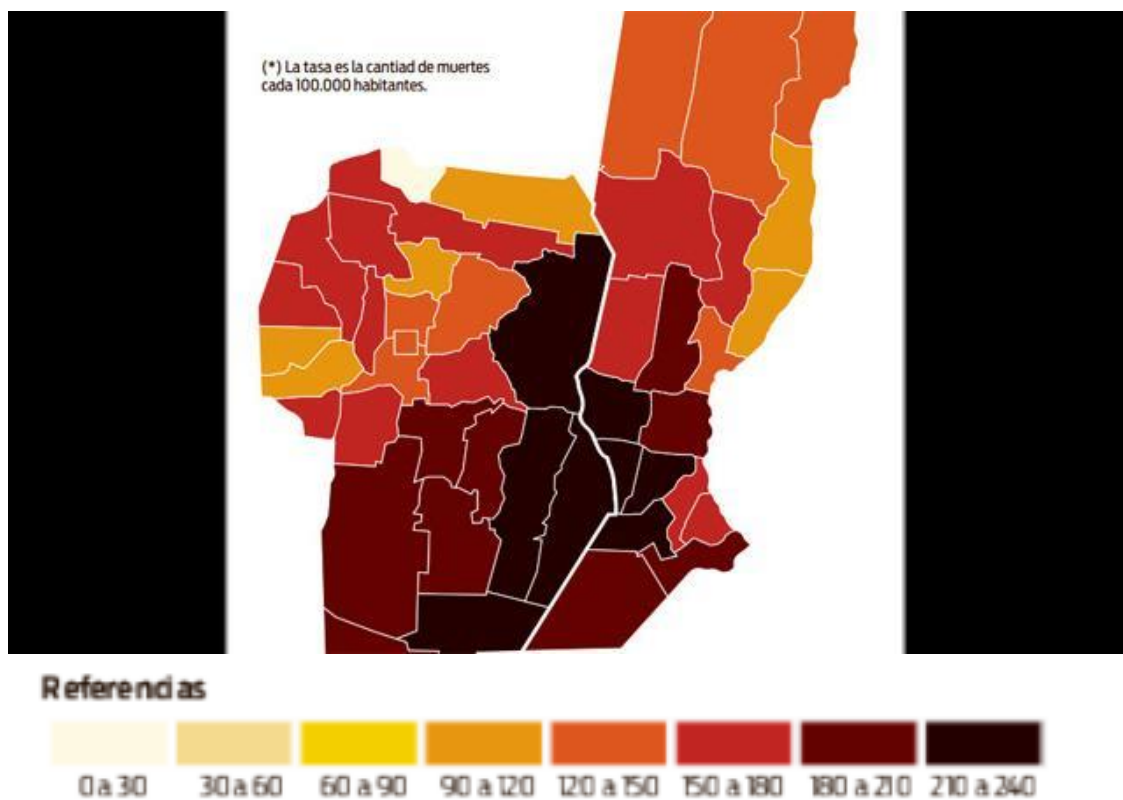 (*) La tasa es la cantiad de muertes
cada 100.000 habitantes.
Referencias
0 a 30
30 a 60
60 a 90
90 a 120
120 a 150
150 a 180
180 a 210
210 a 240